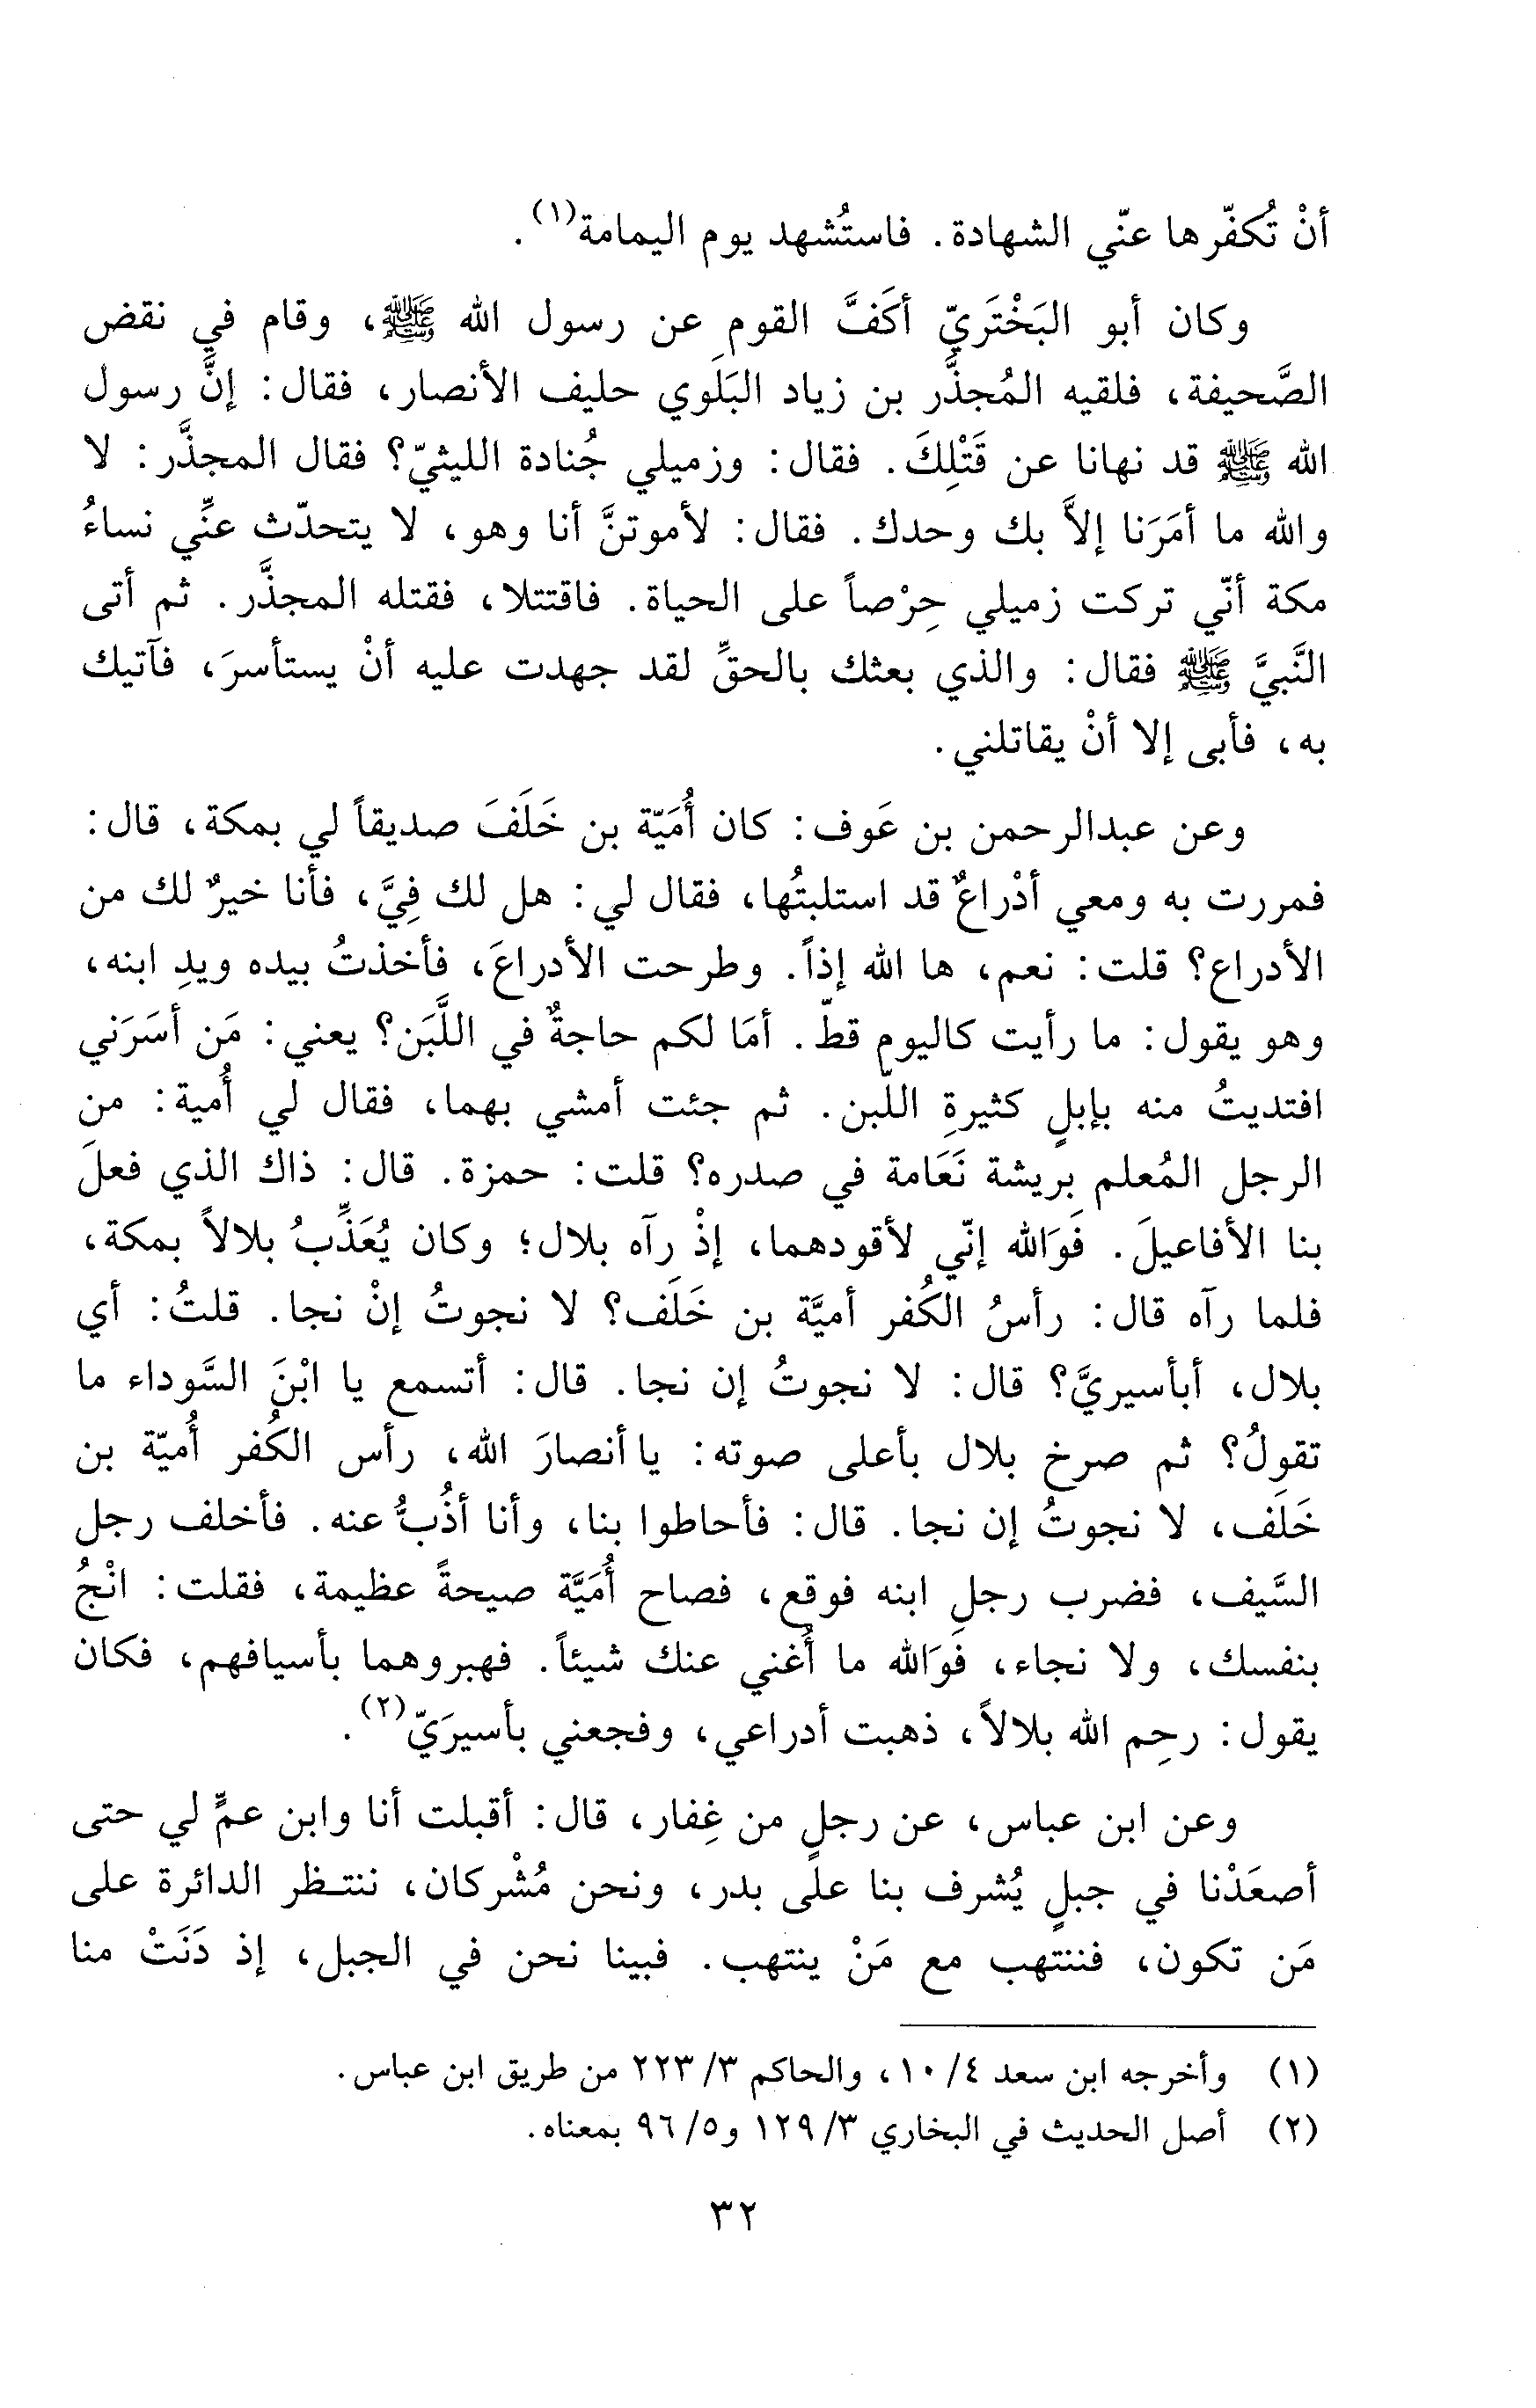 أنْ تُكفّرها عنّي الشهادة. فاستُشهد يوم اليمامة(١).
وكان أبو البَخْتَريّ أكَفَّ القوم عن رسول الله ﷺ، وقام في نقض
الصَّحيفة، فلقيه المُجذَّر بن زياد البَلَوي حليف الأنصار، فقال: إنَّ رسول
الله ﷺ قد نهانا عن قَتْلِكَ. فقال: وزميلي جُنادة الليثيّ؟ فقال المجذَّر: لا
والله ما أمَرَنا إلاَّ بك وحدك. فقال: لأموتنَّ أنا وهو، لا يتحدّث عنِّي نساءُ
مكة أنّي تركت زميلي حِرْصاً على الحياة. فاقتتلا، فقتله المجذَّر. ثم أتى
النَّبيَّ ﷺ فقال: والذي بعثك بالحقِّ لقد جهدت عليه أنْ يستأسرَ، فآتيك
به، فأبى إلا أنْ يقاتلني.
وعن عبدالرحمن بن عَوف: كان أُمَيّة بن خَلَفَ صديقاً لي بمكة، قال:
فمررت به ومعي أدْراعٌ قد استلبتُها، فقال لي: هل لك فِيَّ، فأنا خيرٌ لك من
الأدراع؟ قلت: نعم، ها الله إذاً. وطرحت الأدراعَ، فأخذتُ بيده ويدِ ابنه،
وهو يقول: ما رأيت كاليوم قطّ. أمَا لكم حاجةٌ في اللَّبَن؟ يعني: مَن أسَرَني
افتديتُ منه بإبلٍ كثيرةِ اللّبن. ثم جئت أمشي بهما، فقال لي أُمية: من
الرجل المُعلم بريشة نَعَامة في صدره؟ قلت: حمزة. قال: ذاك الذي فعلَ
بنا الأفاعيلَ. فَوَالله إنّي لأقودهما، إذْ رآه بلال؛ وكان يُعَذِّبُ بلالاً بمكة،
فلما رآه قال: رأسُ الكُفر أميَّة بن خَلَف؟ لا نجوتُ إنْ نجا. قلتُ: أي
بلال، أبأسيريَّ؟ قال: لا نجوتُ إن نجا. قال: أتسمع يا ابْنَ السَّوداء ما
تقولُ؟ ثم صرخ بلال بأعلى صوته: يا أنصارَ الله، رأس الكُفر أُميّة بن
خَلَف، لا نجوتُ إن نجا. قال: فأحاطوا بنا، وأنا أذُبُّ عنه. فأخلف رجل
السَّيف، فضرب رجلِ ابنه فوقع، فصاح أُمَيَّة صيحةً عظيمة، فقلت: انْجُ
بنفسك، ولا نجاء، فَوَالله ما أُغني عنك شيئاً. فهبروهما بأسيافهم، فكان
يقول: رحِم الله بلالاً، ذهبت أدراعي، وفجعني بأسيرَيّ(٢).
وعن ابن عباس، عن رجلٍ من غِفار، قال: أقبلت أنا وابن عمٍّ لي حتى
أصعَدْنا في جبلٍ يُشرف بنا على بدر، ونحن مُشْركان، ننتظر الدائرة على
مَن تكون، فننتهب مع مَنْ ينتهب. فبينا نحن في الجبل، إذ دَنَتْ منا
(١) وأخرجه ابن سعد ٤/ ١٠، والحاكم ٣/ ٢٢٣ من طريق ابن عباس.
(٢) أصل الحديث في البخاري ٣/ ١٢٩ و٥/ ٩٦ بمعناه.
٣٢